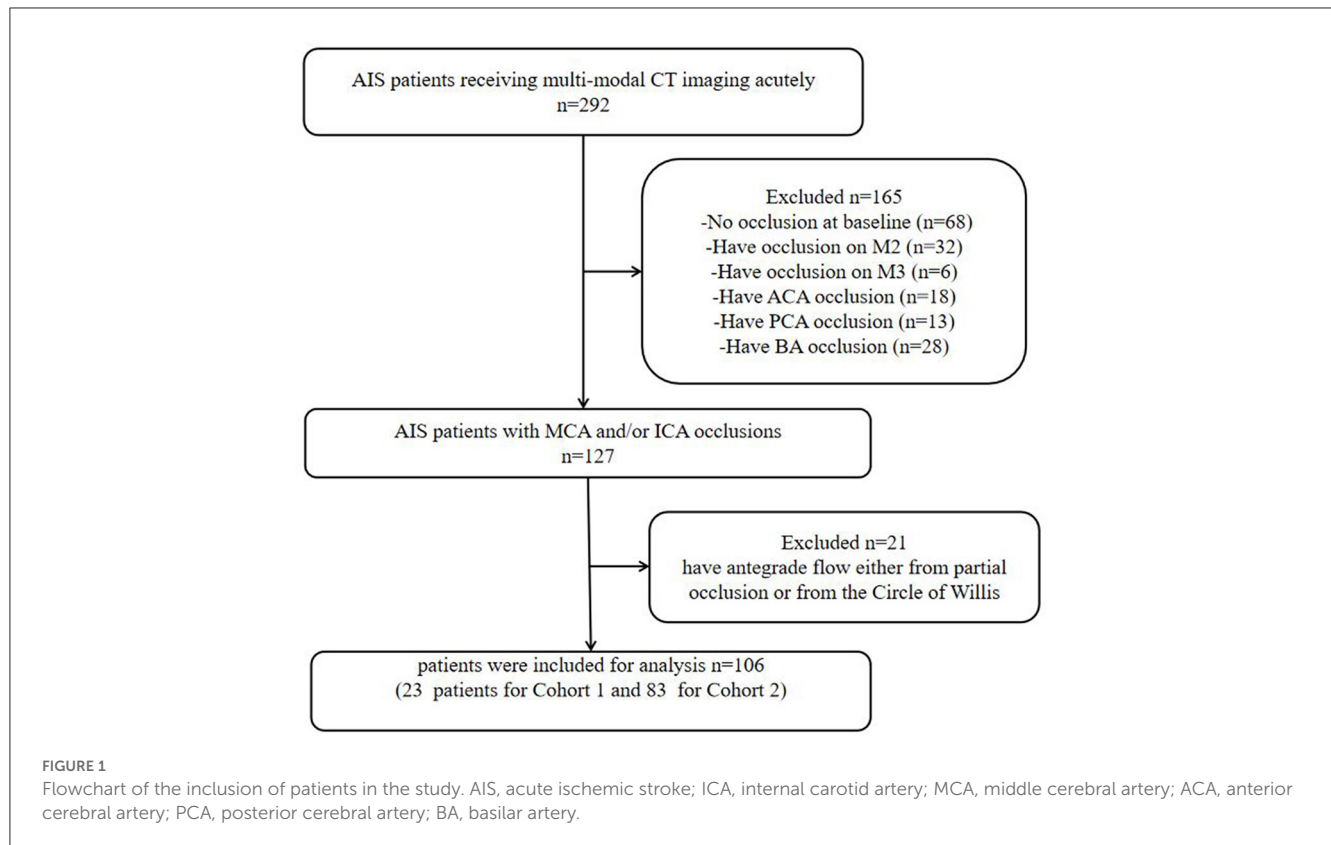 AIS patients receiving multi-modal CT imaging acutely
n=292
Excluded n=165
-No occlusion at baseline (n=68)
-Have occlusion on M2 (n=32)
-Have occlusion on M3 (n=6)
-Have ACA occlusion (n=18)
-Have PCA occlusion (n=13)
-Have BA occlusion (n=28)
AIS patients with MCA and/or ICA occlusions
n=127
Excluded n=21
have antegrade flow either from partial
occlusion or from the Circle of Willis
patients were included for analysis n=106
(23 patients for Cohort 1 and 83 for Cohort 2)
FIGURE 1
Flowchart of the inclusion of patients in the study. AIS, acute ischemic stroke; ICA, internal carotid artery; MCA, middle cerebral artery; ACA, anterior
cerebral artery; PCA, posterior cerebral artery; BA, basilar artery.